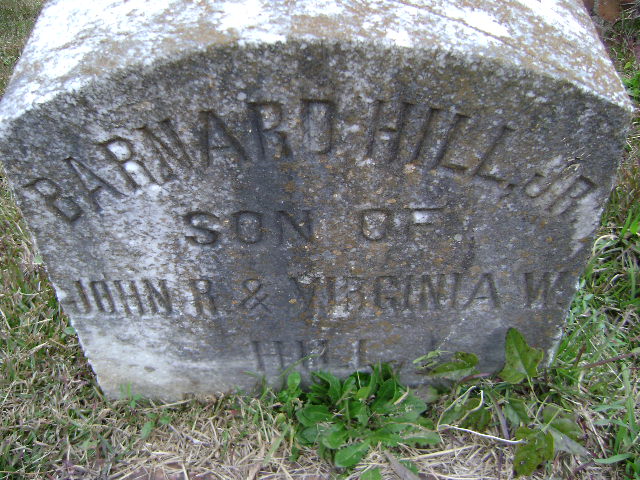 BARNARD HILL, JR
SON OF
JOHN R & VIRGINIA W.
HILL